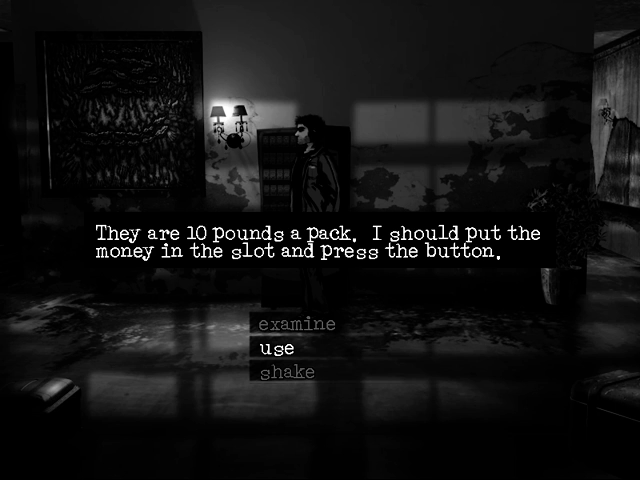 They are 10 pounds a pack. I should put the
money in the slot and press the button.
examine
use
shake